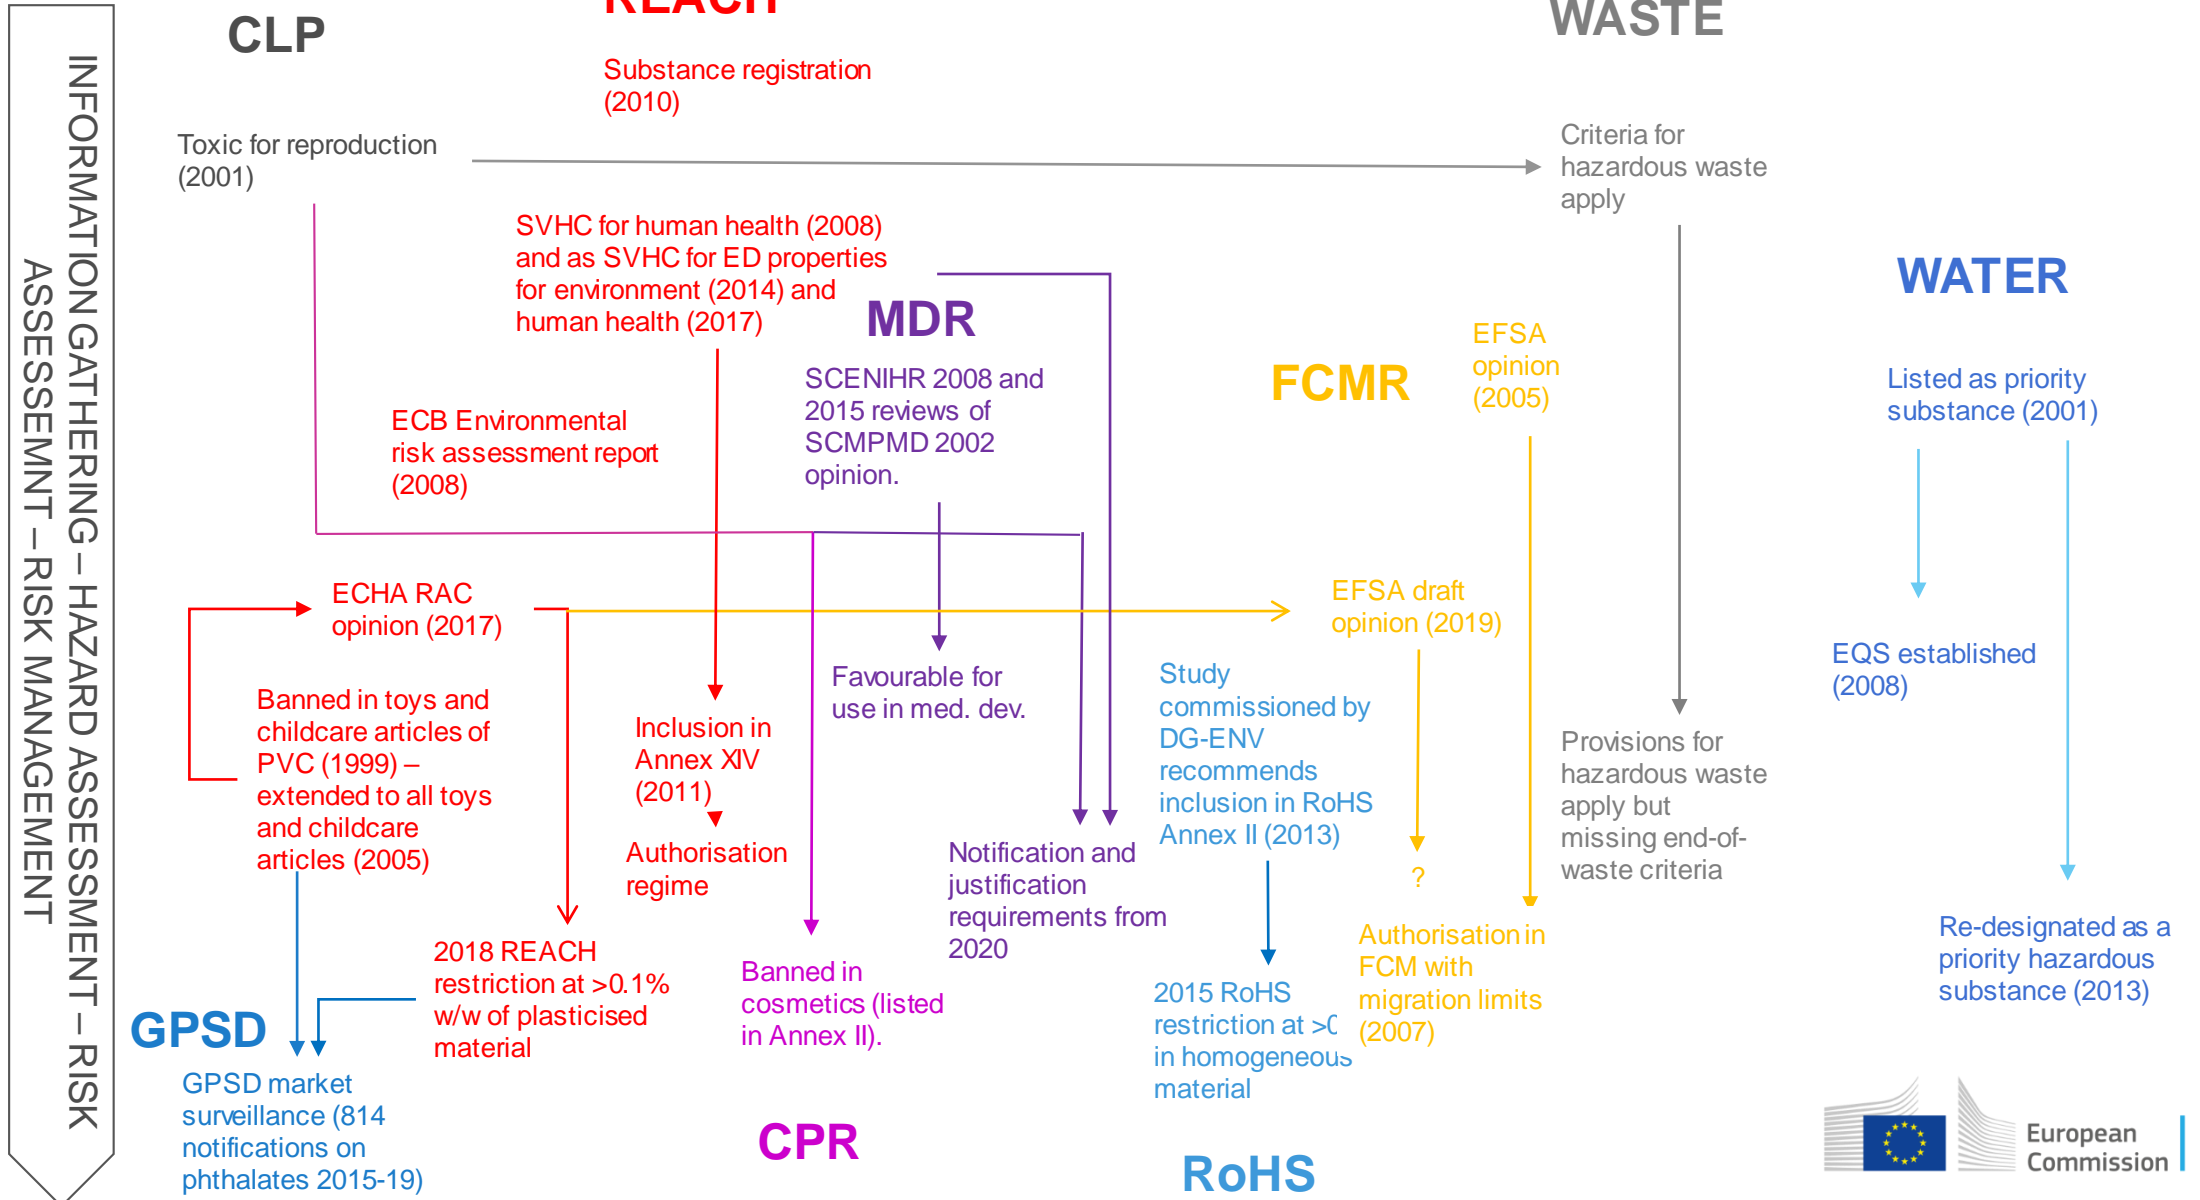 INFORMATION GATHERING – HAZARD ASSESSMENT – RISK
ASSESSEMNT – RISK MANAGEMENT
CLP
Toxic for reproduction
(2001)
REACH
Substance registration
(2010)
SVHC for human health (2008)
and as SVHC for ED properties
for environment (2014) and
human health (2017)
ECB Environmental
risk assessment report
(2008)
ECHA RAC
opinion (2017)
Banned in toys and
childcare articles of
PVC (1999) –
extended to all toys
and childcare
articles (2005)
Inclusion in
Annex XIV
(2011)
Authorisation
regime
2018 REACH
restriction at >0.1%
w/w of plasticised
material
GPSD
GPSD market
surveillance (814
notifications on
phthalates 2015-19)
MDR
SCENIHR 2008 and
2015 reviews of
SCMPMD 2002
opinion.
Favourable for
use in med. dev.
Notification and
justification
requirements from
2020
Banned in
cosmetics (listed
in Annex II).
CPR
FCMR
EFSA
opinion
(2005)
EFSA draft
opinion (2019)
?
Authorisation in
FCM with
migration limits
(2007)
Study
commissioned by
DG-ENV
recommends
inclusion in RoHS
Annex II (2013)
2015 RoHS
restriction at >0
in homogeneous
material
RoHS
WASTE
Criteria for
hazardous waste
apply
Provisions for
hazardous waste
apply but
missing end-of-
waste criteria
WATER
Listed as priority
substance (2001)
EQS established
(2008)
Re-designated as a
priority hazardous
substance (2013)
European
Commission